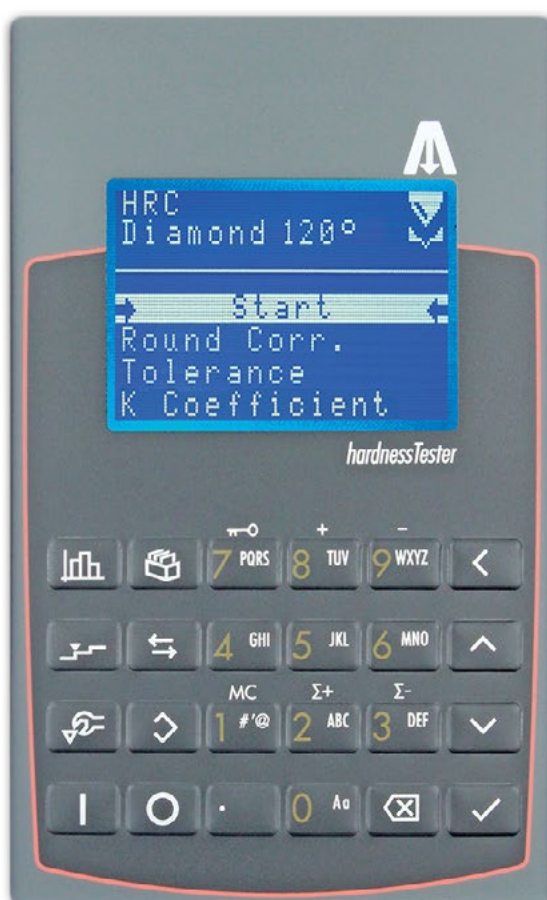 HRC
Diamond 120°
Start
Round Corr.
Tolerance
K Coefficient
hardnessTester
+ -
7 PQRS 8 TUV 9 WXYZ
4 GHI 5 JKL 6 MNO
MC Σ+ Σ-
1 #'@ 2 ABC 3 DEF
. 0 Aa